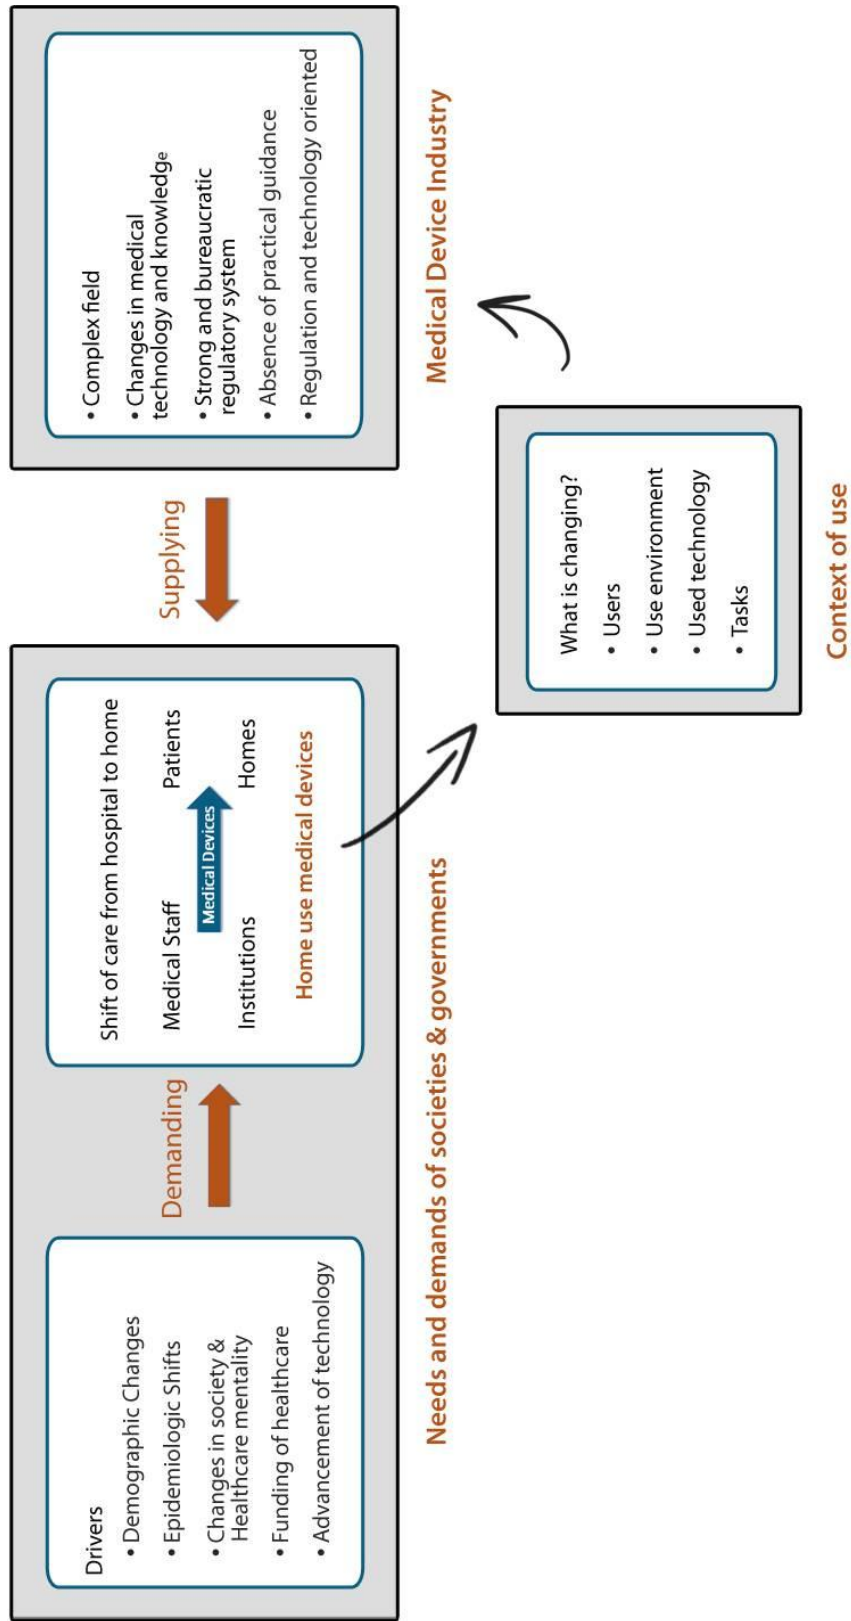 Drivers
• Demographic Changes
• Epidemiologic Shifts
• Changes in society &
Healthcare mentality
• Funding of healthcare
• Advancement of technology
Demanding
Shift of care from hospital to home
Medical Staff
Patients
Medical Devices
Institutions
Homes
Home use medical devices
Needs and demands of societies & governments
Supplying
• Complex field
• Changes in medical
technology and knowledge
• Strong and bureaucratic
regulatory system
• Absence of practical guidance
• Regulation and technology oriented
Medical Device Industry
What is changing?
• Users
• Use environment
• Used technology
• Tasks
Context of use